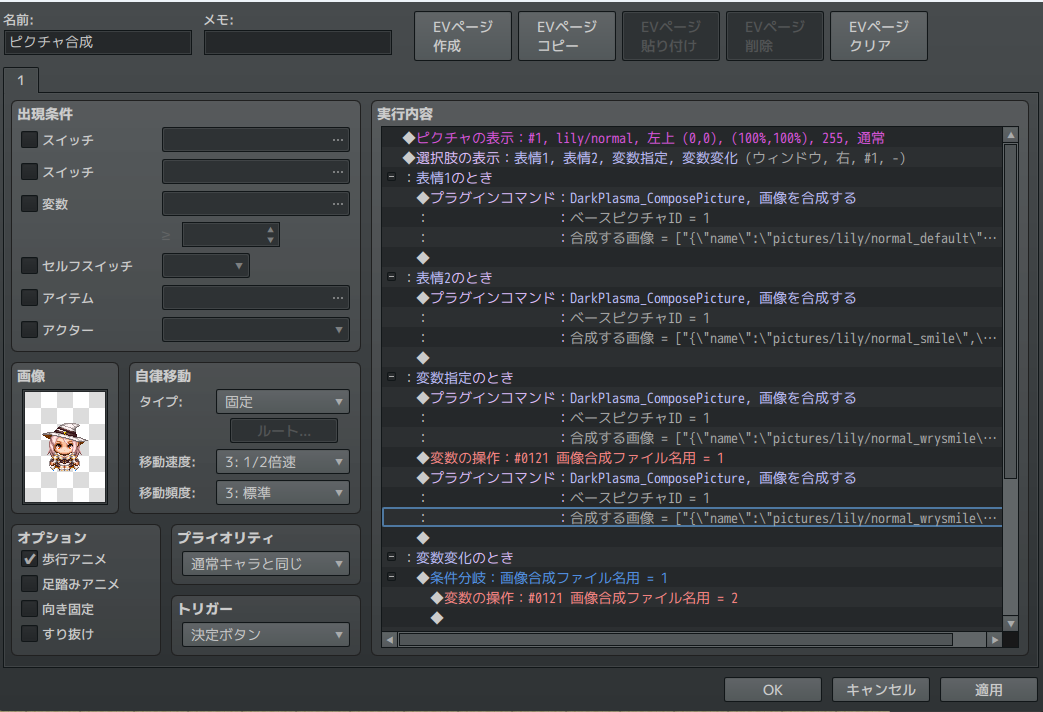 名前:
メモ:
ピクチャ合成
EVページ
作成
EVページ
コピー
EVページ
貼り付け
EVページ
削除
EVページ
クリア
1
出現条件
スイッチ
...
スイッチ
...
変数
...
≥
セルフスイッチ
アイテム
...
アクター
画像
自律移動
タイプ:
固定
ルート...
移動速度:
3: 1/2倍速
移動頻度:
3: 標準
オプション
歩行アニメ
足踏みアニメ
向き固定
すり抜け
プライオリティ
通常キャラと同じ
トリガー
決定ボタン
実行内容
◆ピクチャの表示：#1, lily/normal, 左上 (0,0), (100%,100%), 255, 通常
◆選択肢の表示：表情1, 表情2, 変数指定, 変数変化 (ウィンドウ, 右, #1, -)
：表情1のとき
◆プラグインコマンド：DarkPlasma_ComposePicture, 画像を合成する
：　　　　　　　　　：ベースピクチャID = 1
：　　　　　　　　　：合成する画像 = ["{\"name\":\"pictures/lily/normal_default\"…
◆
：表情2のとき
◆プラグインコマンド：DarkPlasma_ComposePicture, 画像を合成する
：　　　　　　　　　：ベースピクチャID = 1
：　　　　　　　　　：合成する画像 = ["{\"name\":\"pictures/lily/normal_smile\",\…
◆
：変数指定のとき
◆プラグインコマンド：DarkPlasma_ComposePicture, 画像を合成する
：　　　　　　　　　：ベースピクチャID = 1
：　　　　　　　　　：合成する画像 = ["{\"name\":\"pictures/lily/normal_wrysmile\…
◆変数の操作：#0121 画像合成ファイル名用 = 1
◆プラグインコマンド：DarkPlasma_ComposePicture, 画像を合成する
：　　　　　　　　　：ベースピクチャID = 1
：　　　　　　　　　：合成する画像 = ["{\"name\":\"pictures/lily/normal_wrysmile\…
◆
：変数変化のとき
◆条件分岐：画像合成ファイル名用 = 1
◆変数の操作：#0121 画像合成ファイル名用 = 2
◆
OK
キャンセル
適用